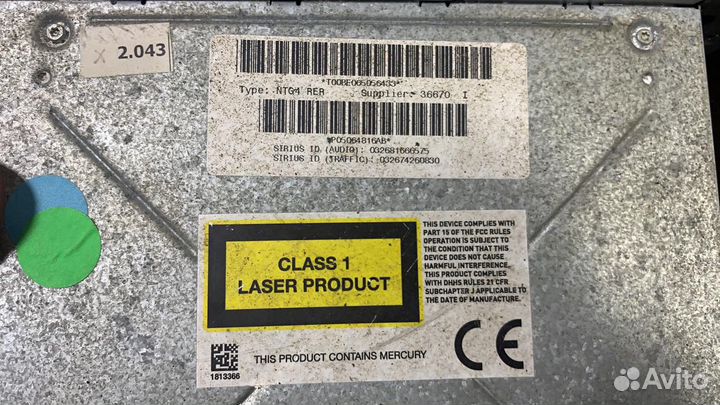 x 2.043
*T00BE065056433*
Type: NTG4 RER Supplier: 36670 I
*P05064816AB*
SIRIUS ID (AUDIO): 032681666575
SIRIUS ID (TRAFFIC): 032674260830
CLASS 1
LASER PRODUCT
THIS DEVICE COMPLIES WITH
PART 15 OF THE FCC RULES
OPERATION IS SUBJECT TO
THE CONDITION THAT THIS
DEVICE DOES NOT CAUSE
HARMFUL INTERFERENCE.
THIS PRODUCT COMPLIES
WITH DHHS RULES 21 CFR
SUBCHAPTER J APPLICABLE TO
THE DATE OF MANUFACTURE.
1813366
THIS PRODUCT CONTAINS MERCURY
CE
Avito